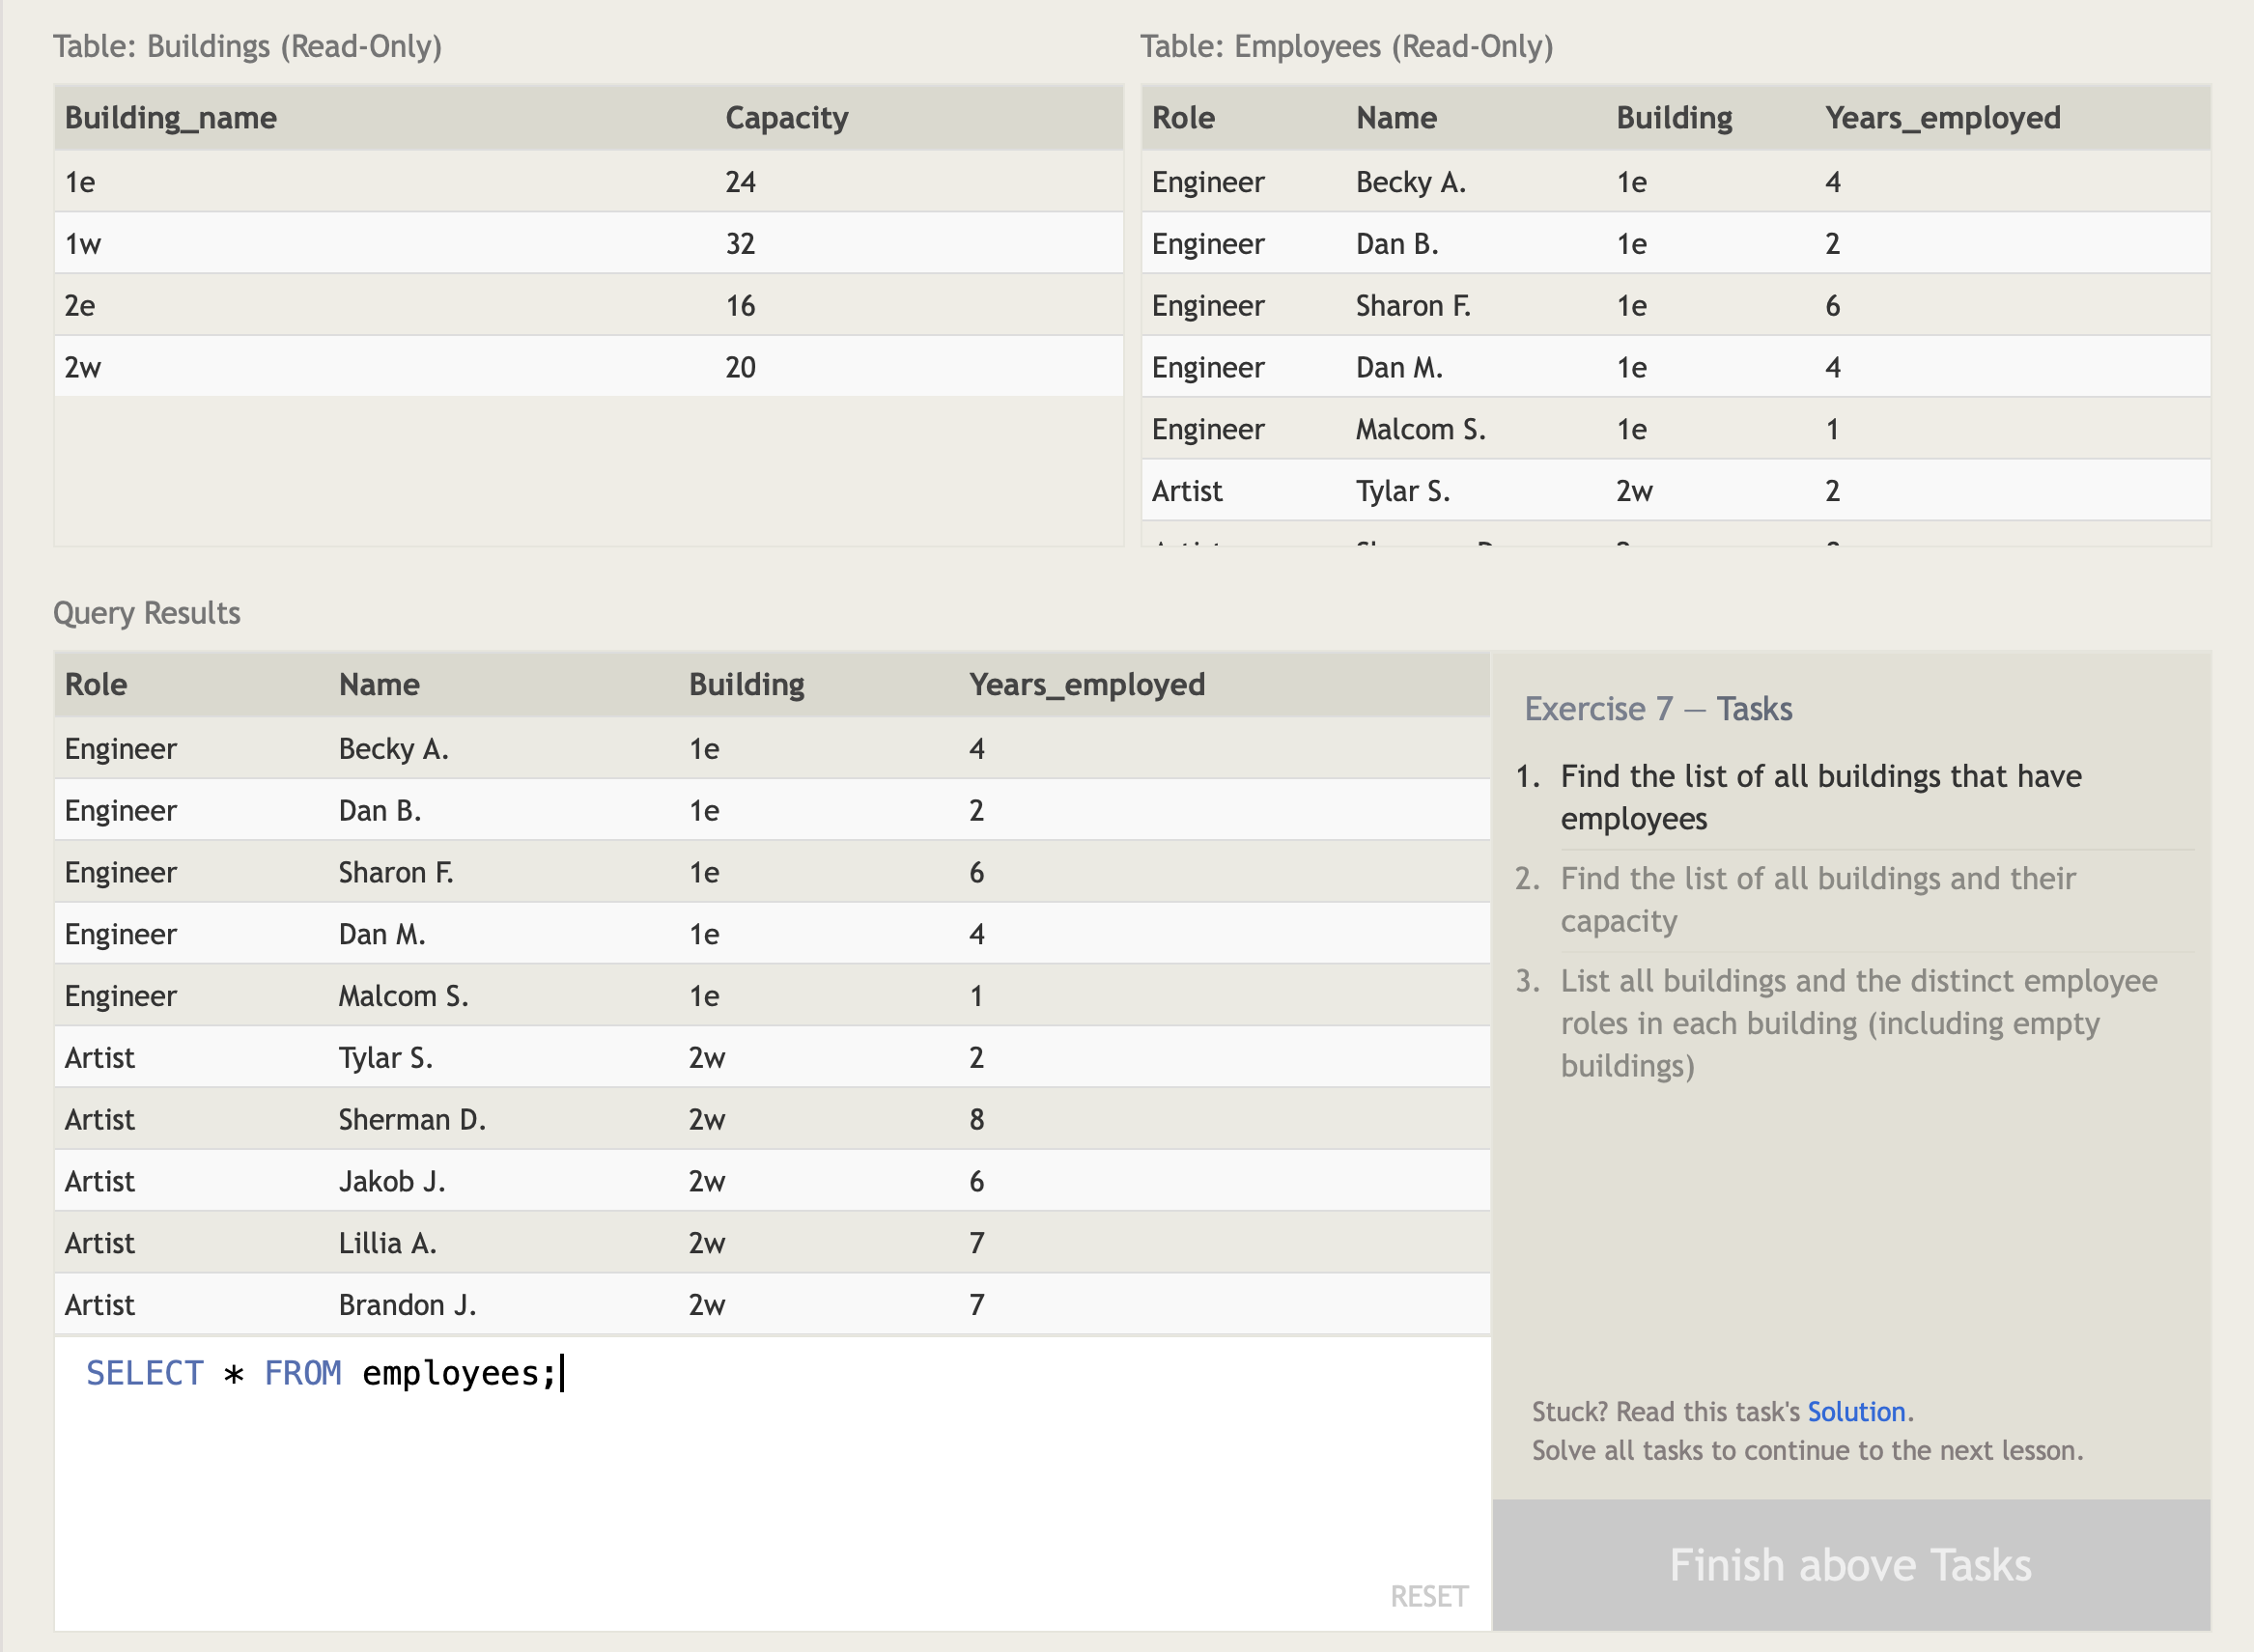 Table: Buildings (Read-Only)
Building_name Capacity
1e 24
1w 32
2e 16
2w 20
Table: Employees (Read-Only)
Role Name Building Years_employed
Engineer Becky A. 1e 4
Engineer Dan B. 1e 2
Engineer Sharon F. 1e 6
Engineer Dan M. 1e 4
Engineer Malcom S. 1e 1
Artist Tylar S. 2w 2
Query Results
Role Name Building Years_employed
Engineer Becky A. 1e 4
Engineer Dan B. 1e 2
Engineer Sharon F. 1e 6
Engineer Dan M. 1e 4
Engineer Malcom S. 1e 1
Artist Tylar S. 2w 2
Artist Sherman D. 2w 8
Artist Jakob J. 2w 6
Artist Lillia A. 2w 7
Artist Brandon J. 2w 7
SELECT * FROM employees;
RESET
Exercise 7 — Tasks
1. Find the list of all buildings that have
employees
2. Find the list of all buildings and their
capacity
3. List all buildings and the distinct employee
roles in each building (including empty
buildings)
Stuck? Read this task's Solution.
Solve all tasks to continue to the next lesson.
Finish above Tasks